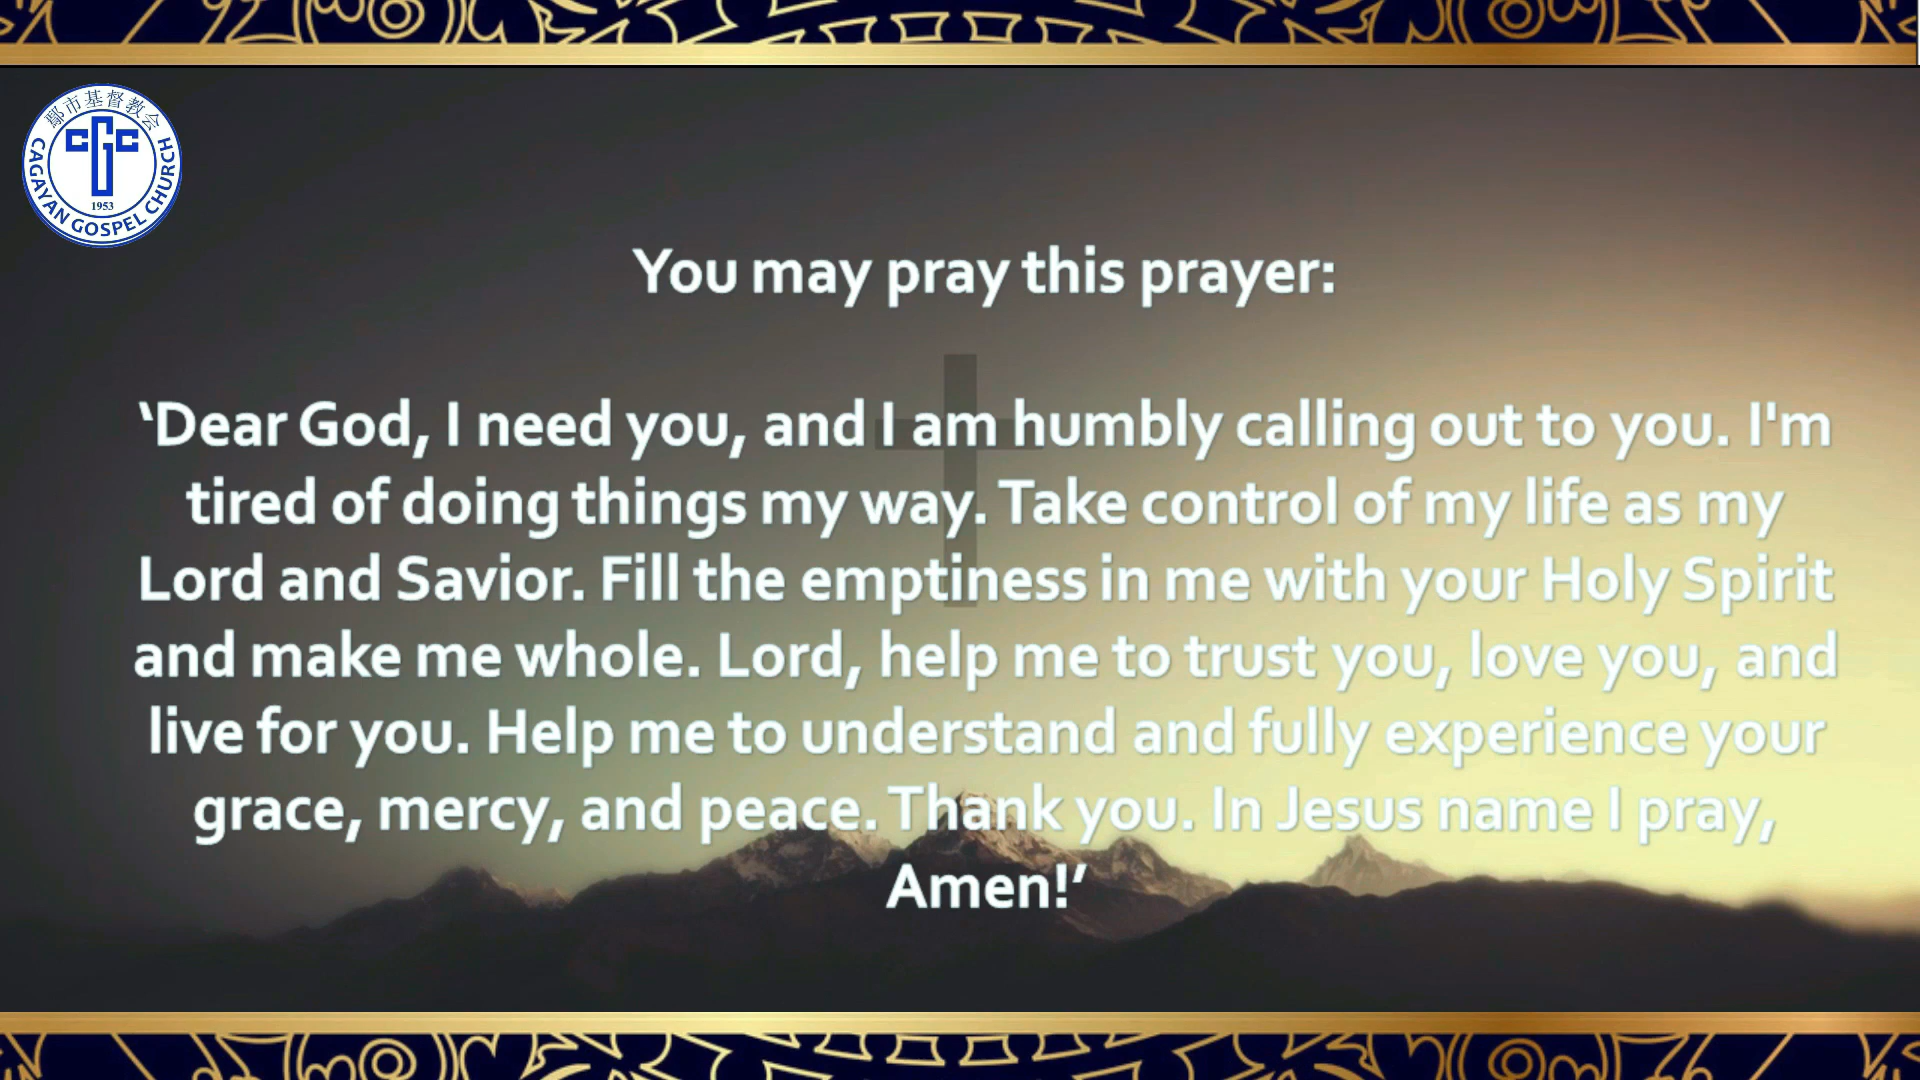 鄢市基督教会
CGC
1953
CAGAYAN GOSPEL CHURCH
You may pray this prayer:
‘Dear God, I need you, and I am humbly calling out to you. I'm
tired of doing things my way. Take control of my life as my
Lord and Savior. Fill the emptiness in me with your Holy Spirit
and make me whole. Lord, help me to trust you, love you, and
live for you. Help me to understand and fully experience your
grace, mercy, and peace. Thank you. In Jesus name I pray,
Amen!’